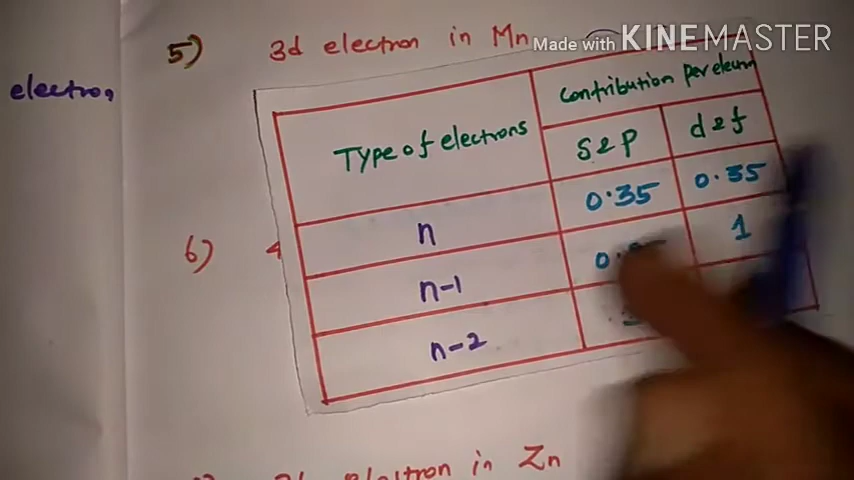 5) 3d electron in Mn
Made with KINEMASTER
electron
Type of electrons
Contribution per
S & P
d & f
n
0.35
0.35
6)
n-1
1
n-2
electron in Zn